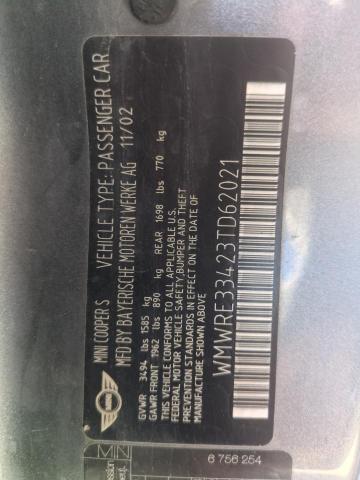 MINI COOPER S VEHICLE TYPE: PASSENGER CAR
MFD BY BAYERISCHE MOTOREN WERKE AG 11/02
GVWR 3494 lbs 1585 kg
GAWR FRONT 1962 lbs 890 kg REAR 1698 lbs 770 kg
THIS VEHICLE CONFORMS TO ALL APPLICABLE U.S.
FEDERAL MOTOR VEHICLE SAFETY,BUMPER AND THEFT
STANDARDS IN EFFECT ON THE DATE OF
MANUFACTURE SHOWN ABOVE
WMWRE33423TD62021
MINI
6 756 254
MIN